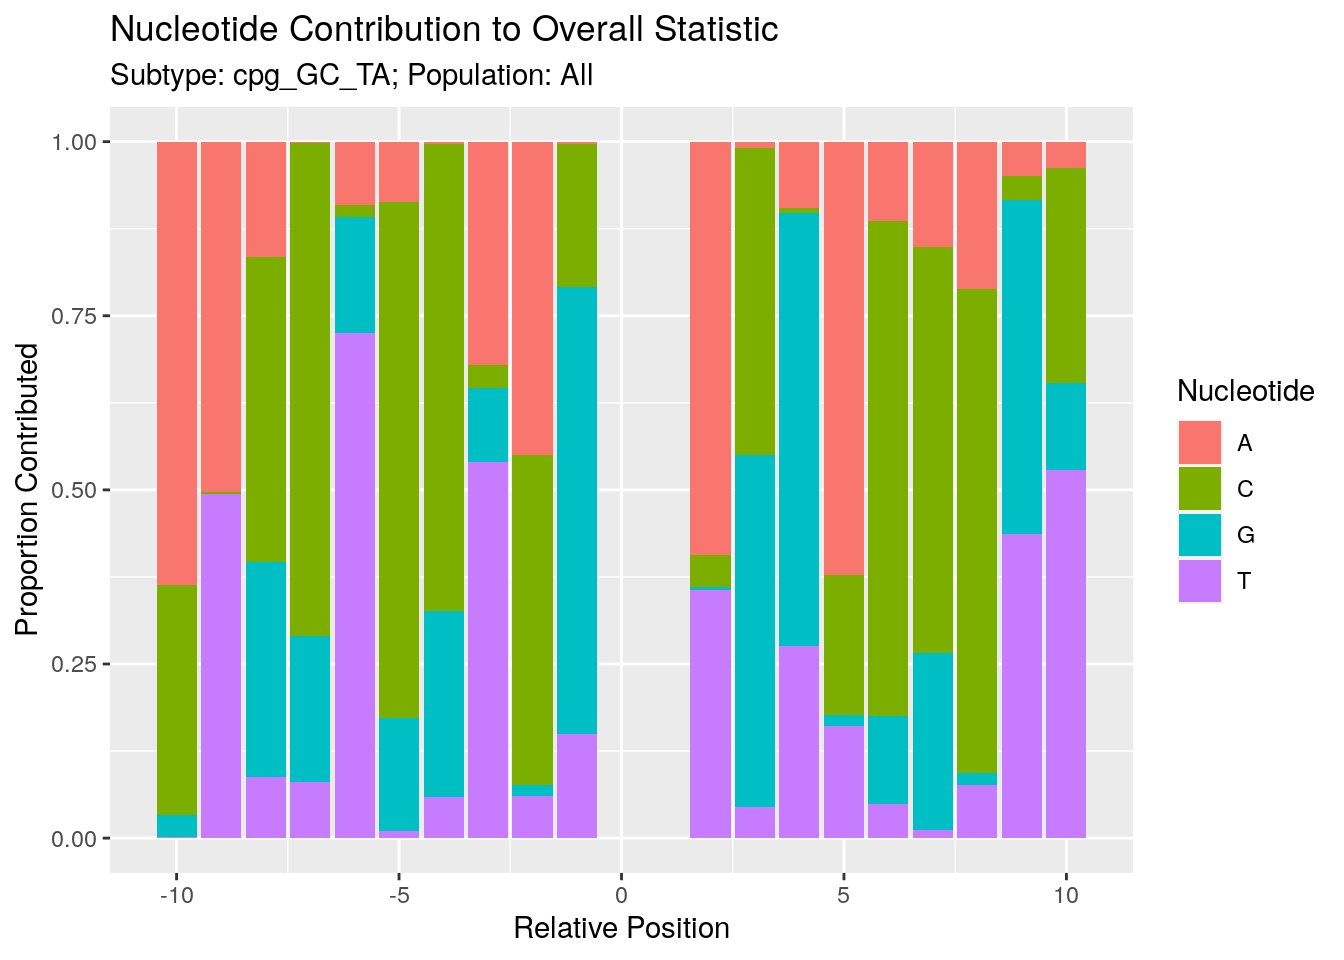 Nucleotide Contribution to Overall Statistic
Subtype: cpg_GC_TA; Population: All
Proportion Contributed
1.00
0.75
0.50
0.25
0.00
-10
-5
0
5
10
Relative Position
Nucleotide
A
C
G
T